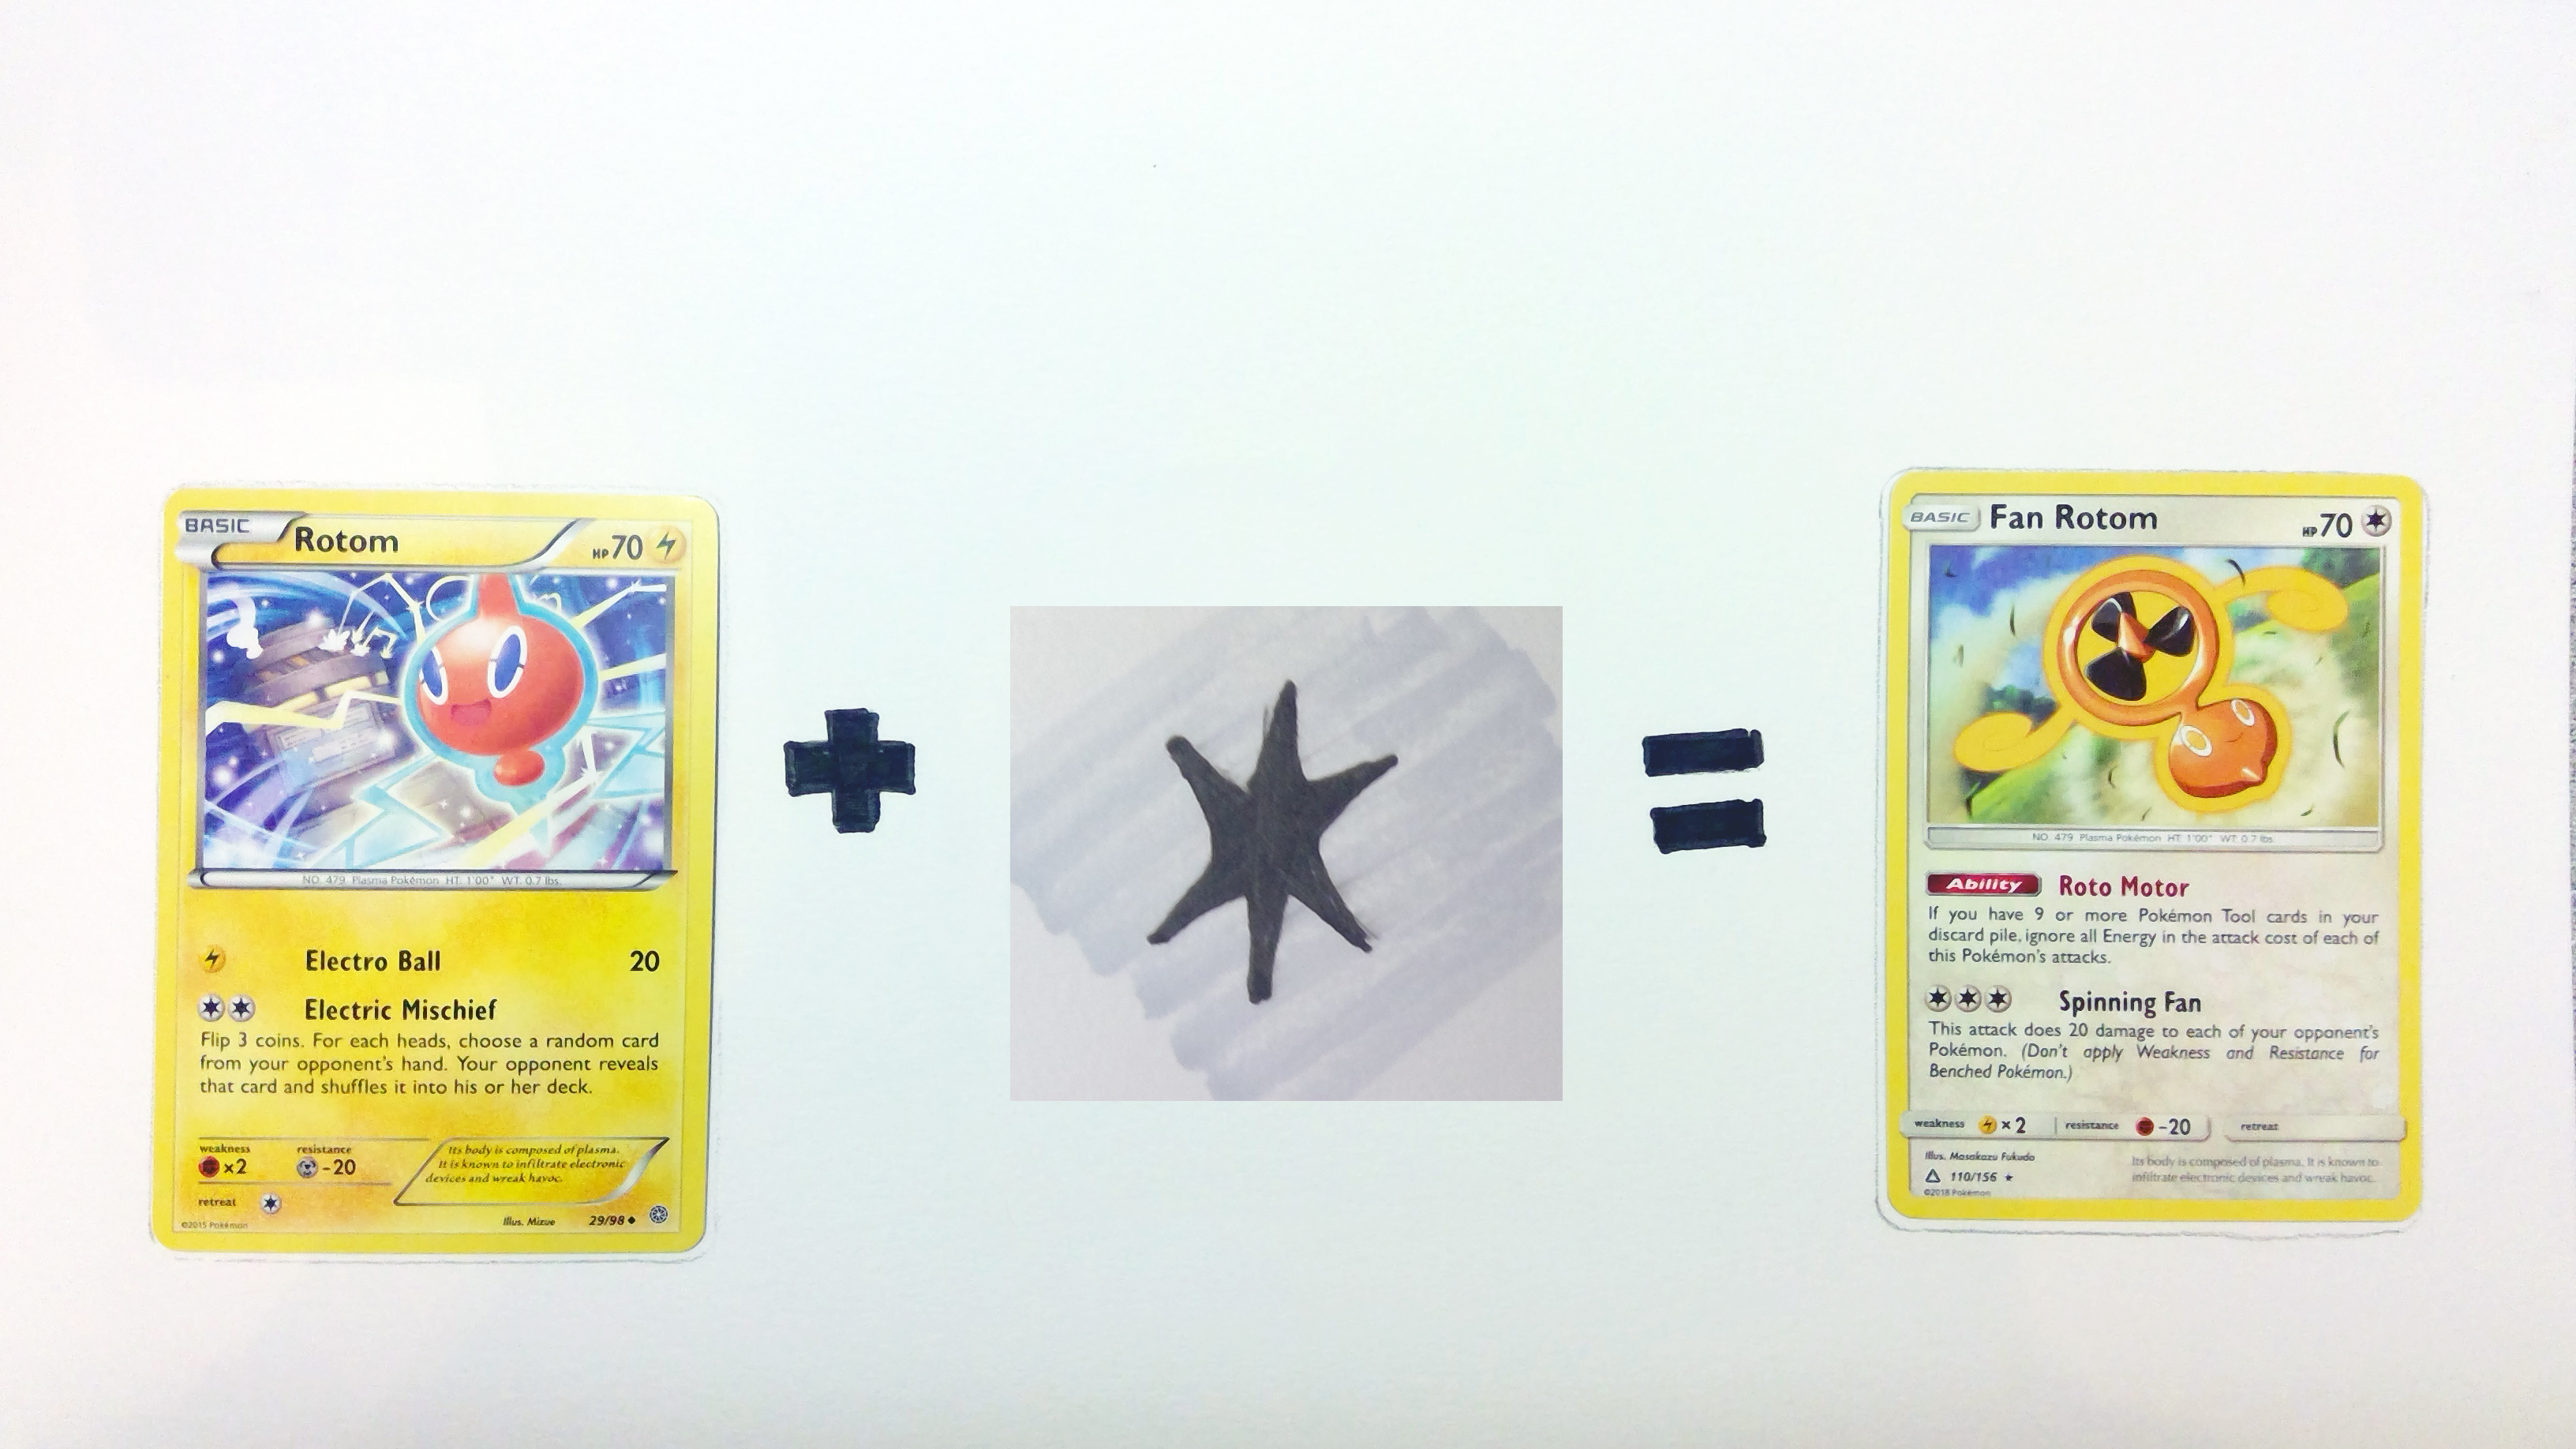 BASIC Rotom HP70
NO. 479 Plasma Pokémon HT: 1'00" WT: 0.7 lbs.
Electro Ball 20
Electric Mischief
Flip 3 coins. For each heads, choose a random card
from your opponent's hand. Your opponent reveals
that card and shuffles it into his or her deck.
weakness
×2
resistance
-20
Its body is composed of plasma.
It is known to infiltrate electronic
devices and wreak havoc.
retreat
©2015 Pokémon
Illus. Mizue 29/98
BASIC Fan Rotom HP70
NO. 479 Plasma Pokémon HT: 1'00" WT: 0.7 lbs.
Ability Roto Motor
If you have 9 or more Pokémon Tool cards in your
discard pile, ignore all Energy in the attack cost of each of
this Pokémon's attacks.
Spinning Fan
This attack does 20 damage to each of your opponent's
Pokémon. (Don't apply Weakness and Resistance for
Benched Pokémon.)
weakness ×2 resistance -20 retreat
Illus. Masakazu Fukuda
110/156
©2018 Pokémon
Its body is composed of plasma. It is known to
infiltrate electronic devices and wreak havoc.